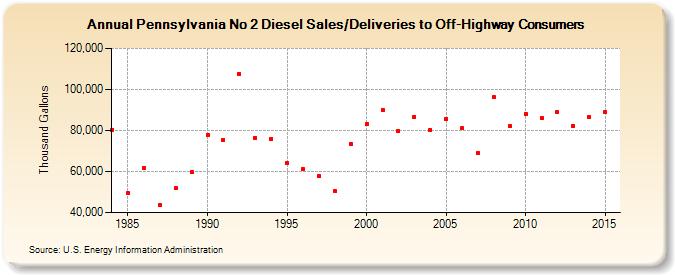 Annual Pennsylvania No 2 Diesel Sales/Deliveries to Off-Highway Consumers
Thousand Gallons
120,000
100,000
80,000
60,000
40,000
1985 1990 1995 2000 2005 2010 2015
Source: U.S. Energy Information Administration